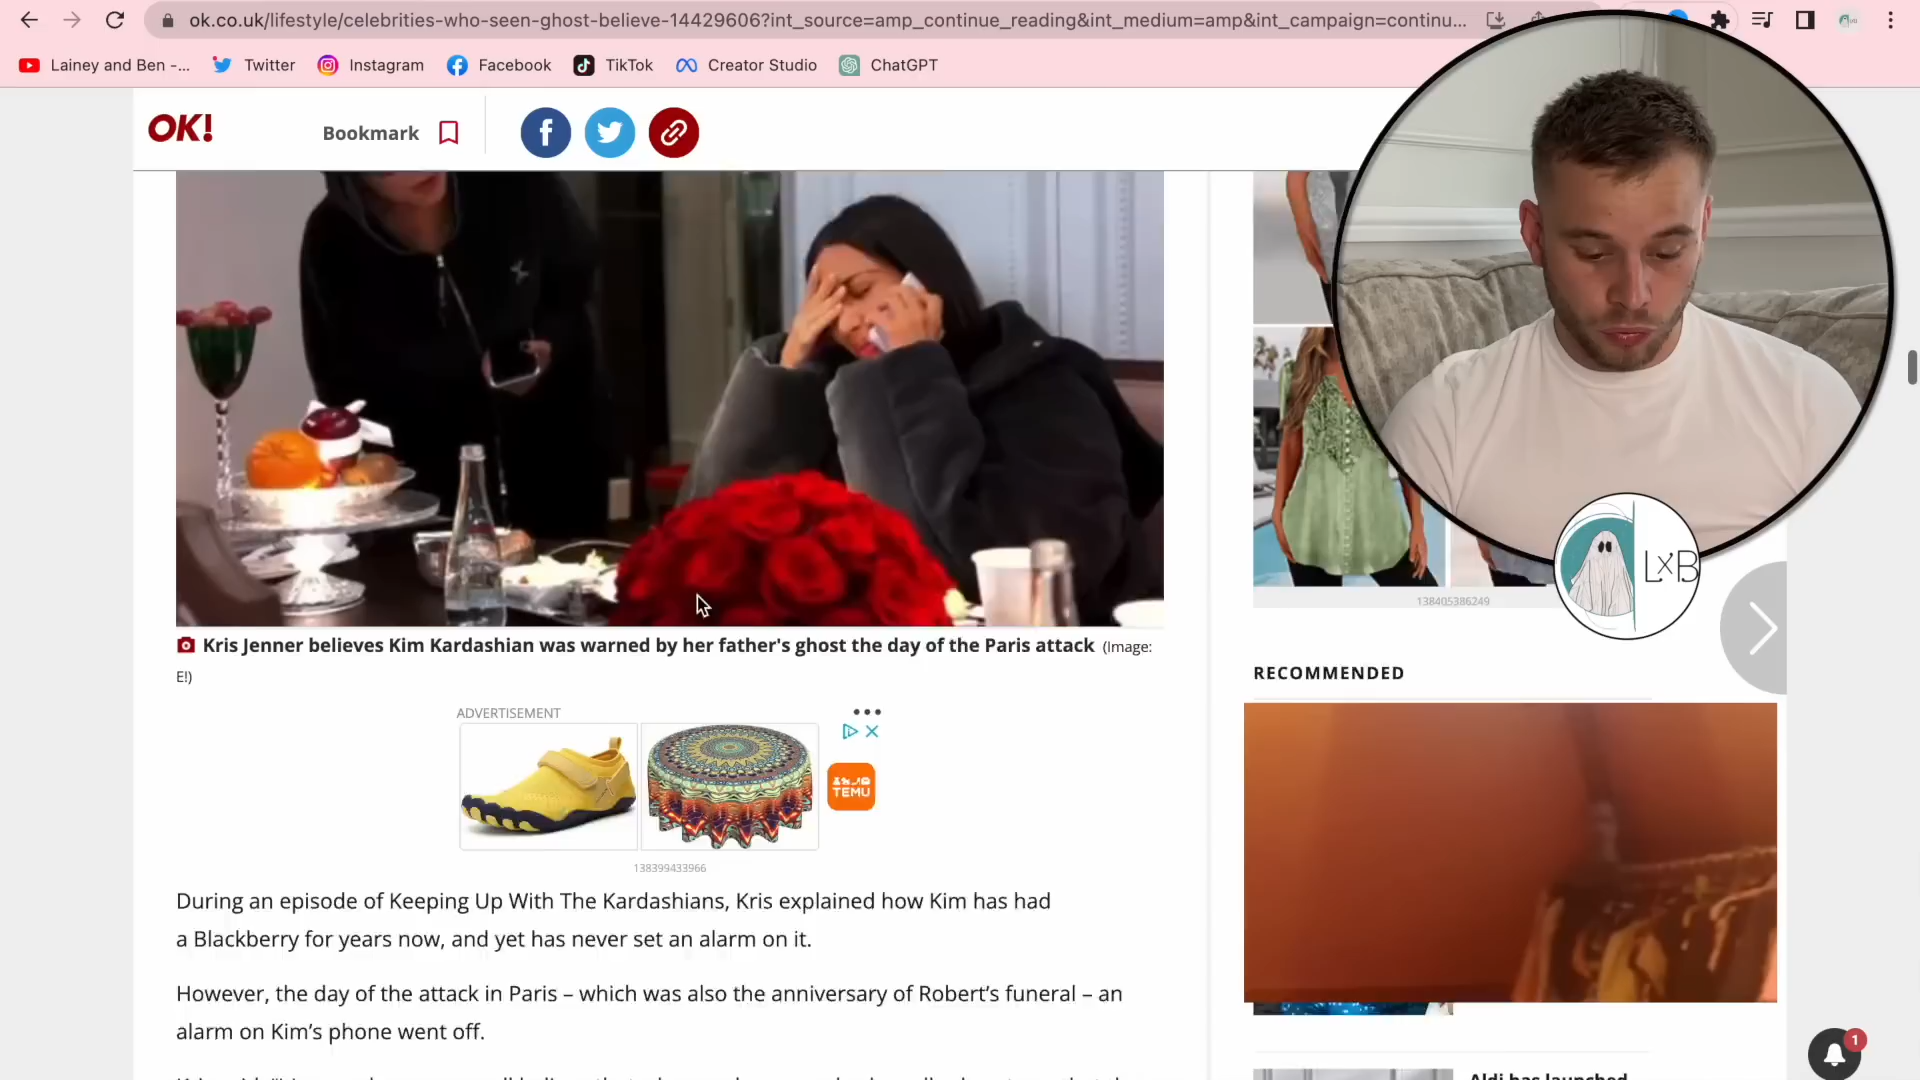 ok.co.uk/lifestyle/celebrities-who-seen-ghost-believe-14429606?int_source=amp_continue_reading&int_medium=amp&int_campaign=continu...
Lainey and Ben -... Twitter Instagram Facebook TikTok Creator Studio ChatGPT
OK! Bookmark
Kris Jenner believes Kim Kardashian was warned by her father's ghost the day of the Paris attack (Image:
E!)
ADVERTISEMENT
TEMU
138399433966
During an episode of Keeping Up With The Kardashians, Kris explained how Kim has had
a Blackberry for years now, and yet has never set an alarm on it.
However, the day of the attack in Paris – which was also the anniversary of Robert’s funeral – an
alarm on Kim’s phone went off.
138405386249
LxB
RECOMMENDED
Aldi has launched
1